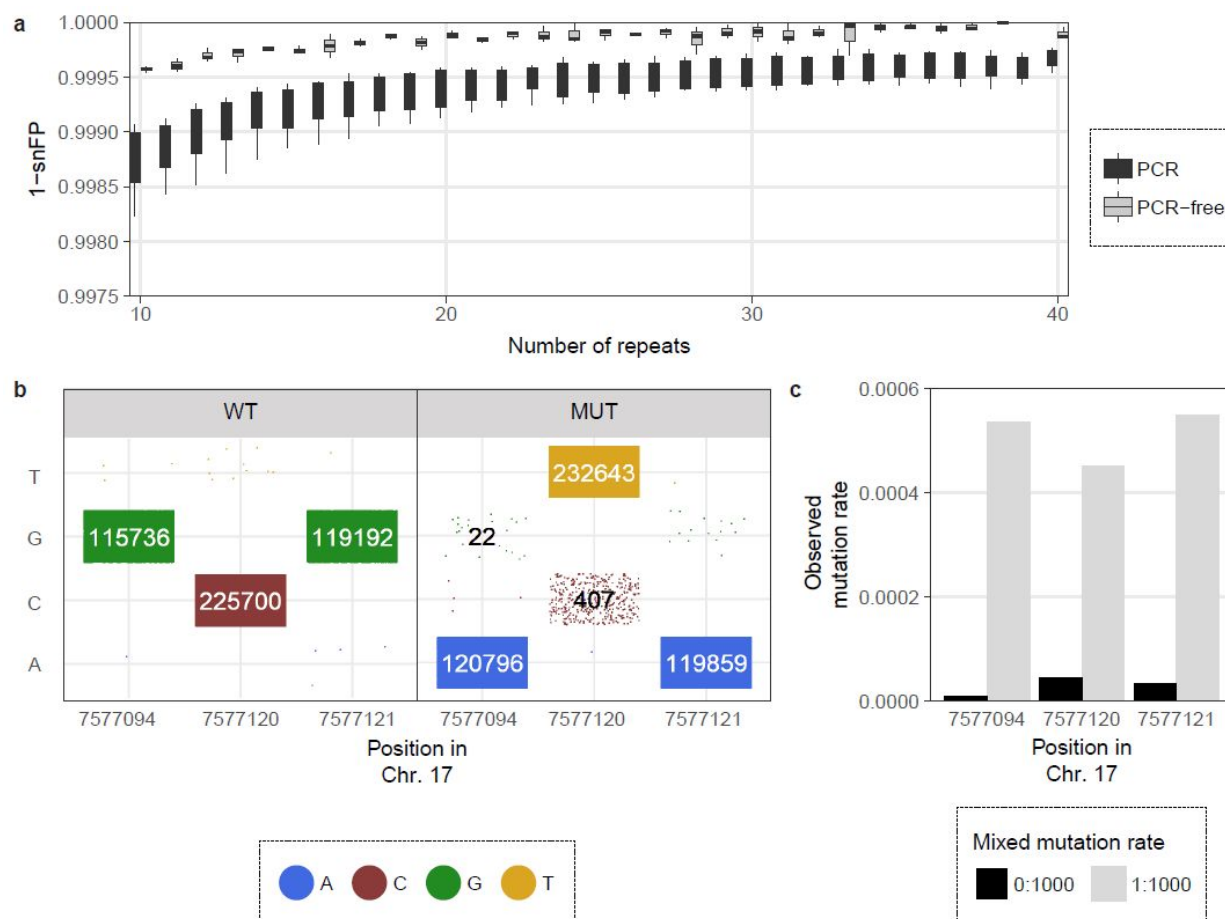 a
1.0000
0.9995
0.9990
0.9985
0.9980
0.9975
1−snFP
10 20 30 40
Number of repeats
PCR
PCR−free
b
WT MUT
T 232643
G 115736 119192 22
C 225700 407
A 120796 119859
7577094 7577120 7577121 7577094 7577120 7577121
Position in
Chr. 17
A C G T
c
0.0006
0.0004
0.0002
0.0000
Observed
mutation rate
7577094 7577120 7577121
Position in
Chr. 17
Mixed mutation rate
0:1000 1:1000